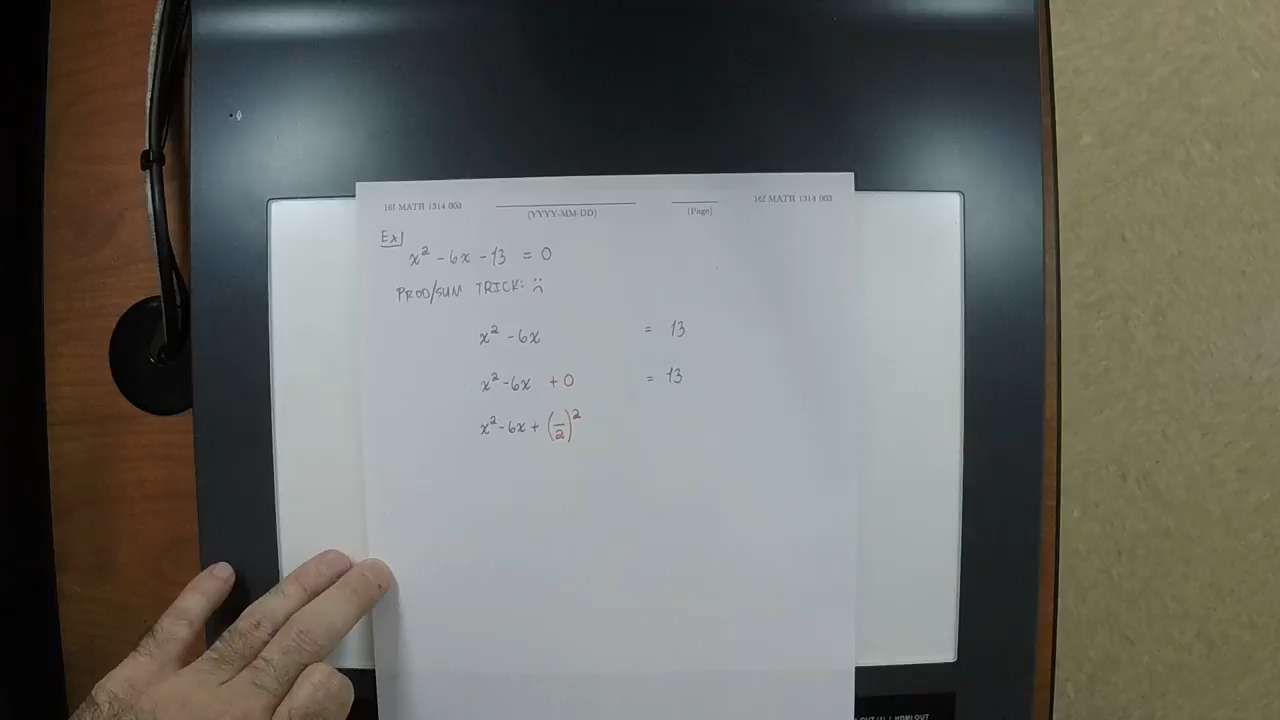 16f MATH 1314 003 (YYYY-MM-DD) (Page) 16f MATH 1314 003
Ex]
x² - 6x - 13 = 0
PROD/SUM TRICK: ): 
x² - 6x = 13
x² - 6x + 0 = 13
x² - 6x + (/2)²